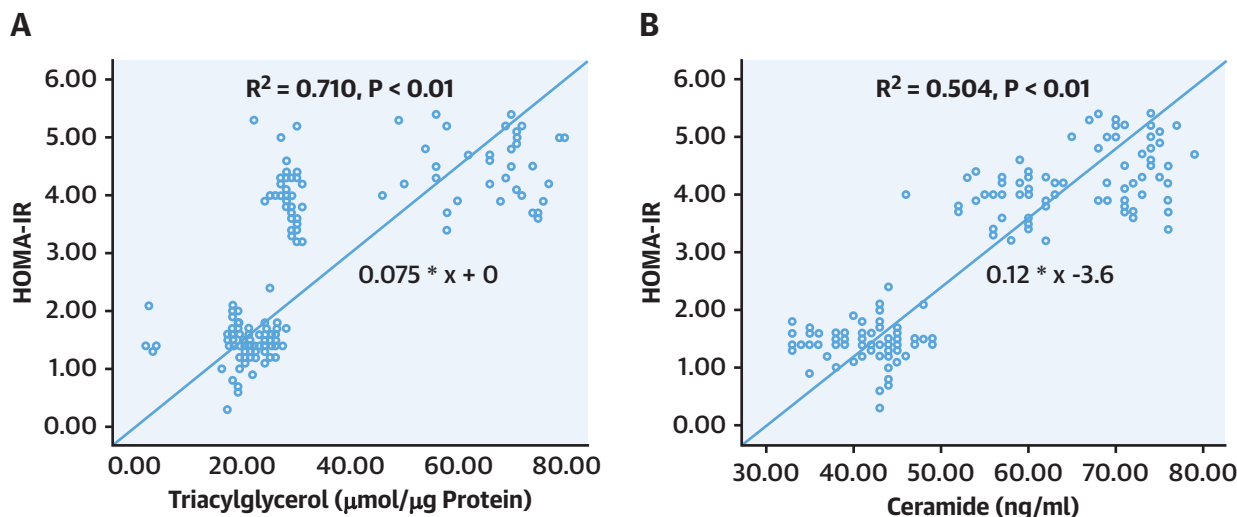 A
R² = 0.710, P < 0.01
HOMA-IR
6.00
5.00
4.00
3.00
2.00
1.00
0.00
0.075 * x + 0
0.00 20.00 40.00 60.00 80.00
Triacylglycerol (μmol/μg Protein)
B
R² = 0.504, P < 0.01
HOMA-IR
6.00
5.00
4.00
3.00
2.00
1.00
0.00
0.12 * x -3.6
30.00 40.00 50.00 60.00 70.00 80.00
Ceramide (ng/ml)